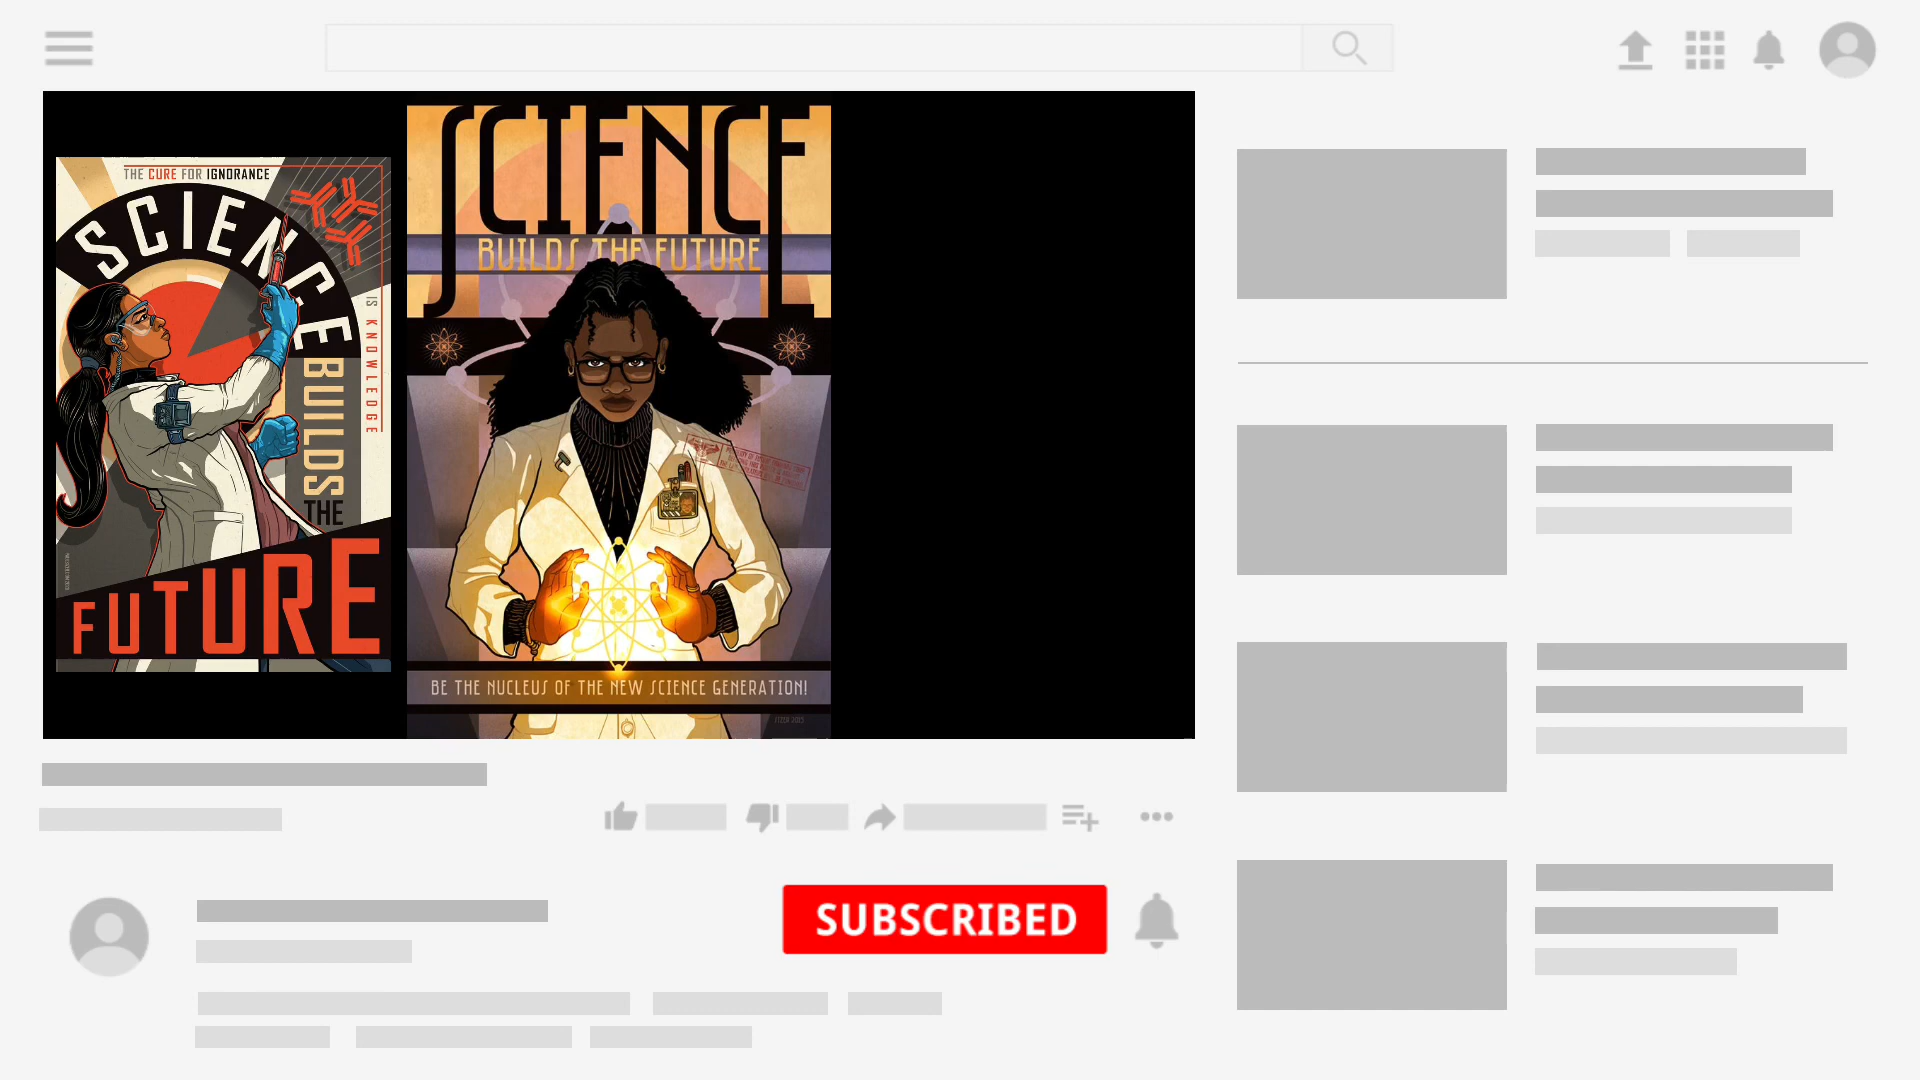 THE CURE FOR IGNORANCE
SCIENCE
IS KNOWLEDGE
BUILDS
THE
FUTURE
SCIENCE
BUILDS THE FUTURE
BE THE NUCLEUS OF THE NEW SCIENCE GENERATION!
SUBSCRIBED